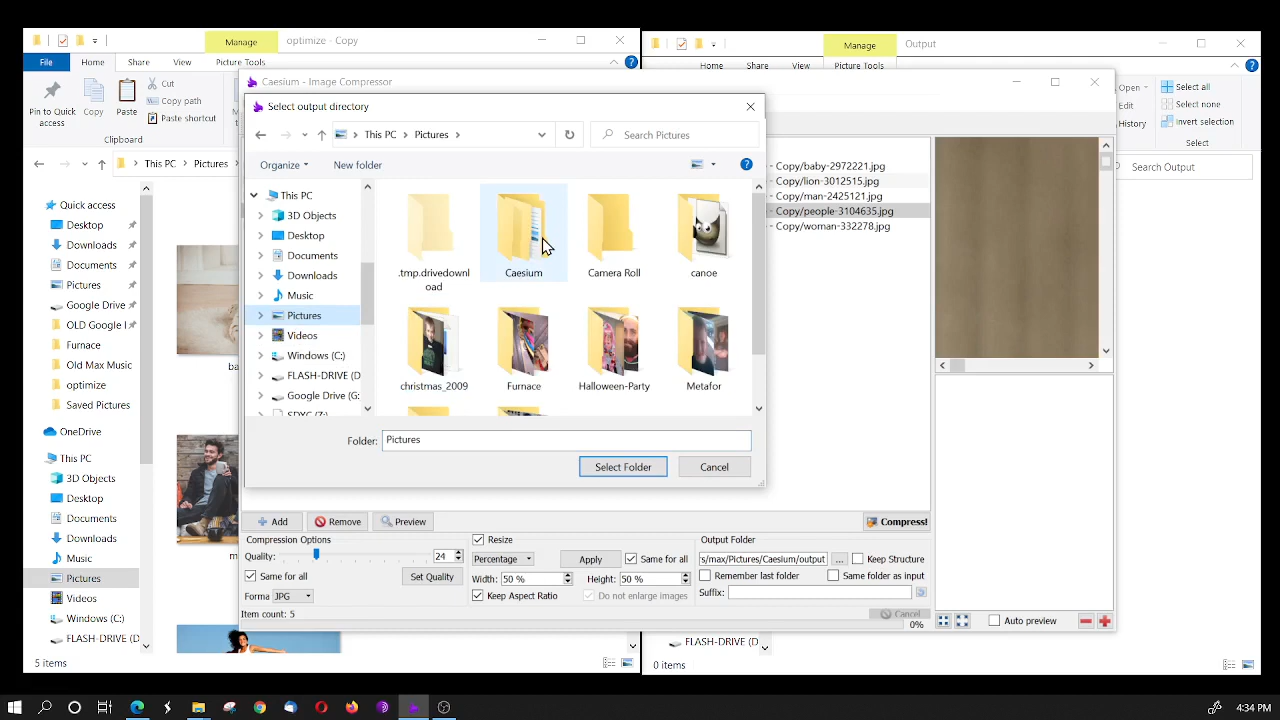 Manage
optimize - Copy
File
Home
Share
View
Picture Tools
Pin to Quick access
Copy
Paste
Cut
Copy path
Paste shortcut
Clipboard
This PC
Pictures
Quick access
Desktop
Downloads
Documents
Pictures
Google Drive
OLD Google
Furnace
Old Max Music
optimize
Saved Pictures
OneDrive
This PC
3D Objects
Desktop
Documents
Downloads
Music
Pictures
Videos
Windows (C:)
FLASH-DRIVE (D
5 items
Manage
Output
Home
Share
View
Picture Tools
Open
Edit
History
Select all
Select none
Invert selection
Select
Search Output
FLASH-DRIVE (D
0 items
Caesium - Image Compressor
- Copy/baby-2972221.jpg
- Copy/lion-3012515.jpg
- Copy/man-2425121.jpg
- Copy/people-3104635.jpg
- Copy/woman-332278.jpg
Select output directory
This PC
Pictures
Search Pictures
Organize
New folder
This PC
3D Objects
Desktop
Documents
Downloads
Music
Pictures
Videos
Windows (C:)
FLASH-DRIVE (D
Google Drive (G:
SDXC (Z:)
.tmp.drivedownl
oad
Caesium
Camera Roll
canoe
christmas_2009
Furnace
Halloween-Party
Metafor
Folder:
Pictures
Select Folder
Cancel
Add
Remove
Preview
Compress!
Compression Options
Quality:
24
Same for all
Set Quality
Forma
JPG
Resize
Percentage
Apply
Same for all
Width:
50 %
Height:
50 %
Keep Aspect Ratio
Do not enlarge images
Output Folder
's/max/Pictures/Caesium/output
...
Keep Structure
Remember last folder
Same folder as input
Suffix:
Item count: 5
Cancel
0%
Auto preview
4:34 PM